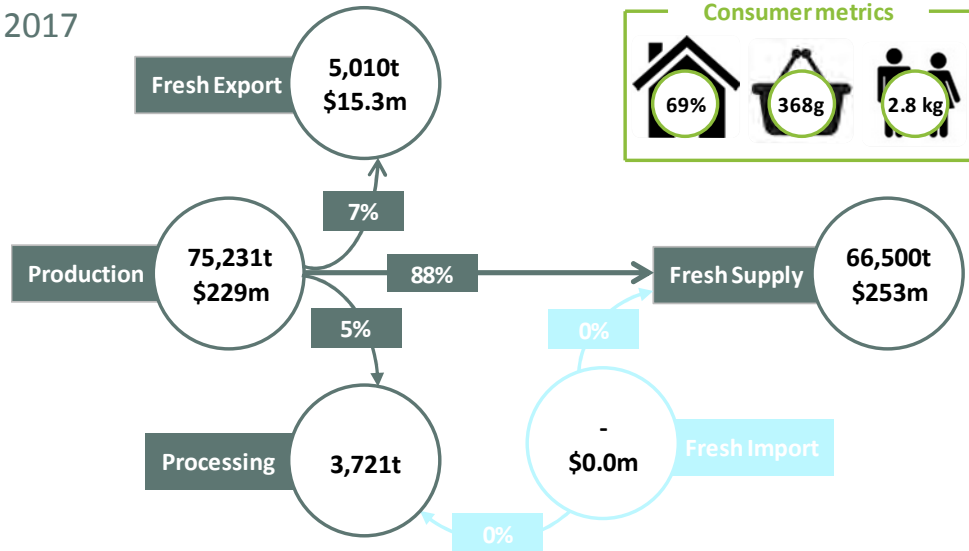 2017
Consumer metrics
69%
368g
2.8 kg
Fresh Export
5,010t
$15.3m
7%
Production
75,231t
$229m
88%
Fresh Supply
66,500t
$253m
5%
0%
Processing
3,721t
-
$0.0m
Fresh Import
0%